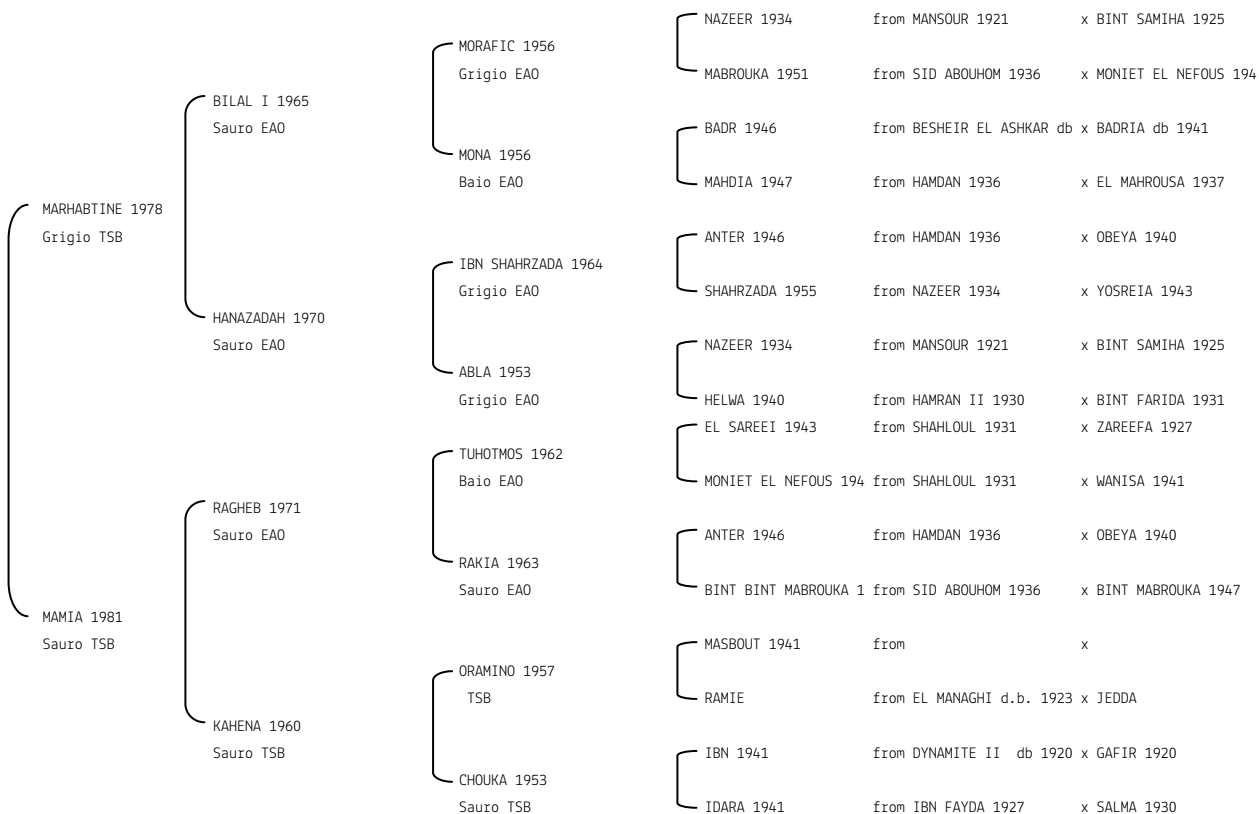 NAZEER 1934 from MANSOUR 1921 x BINT SAMIHA 1925
MORAFIC 1956
Grigio EAO MABROUKA 1951 from SID ABOUHOM 1936 x MONIET EL NEFOUS 194
BILAL I 1965
Sauro EAO BADR 1946 from BESHEIR EL ASHKAR db x BADRIA db 1941
MONA 1956
Baio EAO MAHDIA 1947 from HAMDAN 1936 x EL MAHROUSA 1937
MARHABTINE 1978
Grigio TSB ANTER 1946 from HAMDAN 1936 x OBEYA 1940
IBN SHAHRZADA 1964
Grigio EAO SHAHRZADA 1955 from NAZEER 1934 x YOSREIA 1943
HANAZADAH 1970
Sauro EAO NAZEER 1934 from MANSOUR 1921 x BINT SAMIHA 1925
ABLA 1953
Grigio EAO HELWA 1940 from HAMRAN II 1930 x BINT FARIDA 1931
EL SAREEI 1943 from SHAHLOUL 1931 x ZAREEFA 1927
TUHOTMOS 1962
Baio EAO MONIET EL NEFOUS 194 from SHAHLOUL 1931 x WANISA 1941
RAGHEB 1971
Sauro EAO ANTER 1946 from HAMDAN 1936 x OBEYA 1940
RAKIA 1963
Sauro EAO BINT BINT MABROUKA 1 from SID ABOUHOM 1936 x BINT MABROUKA 1947
MAMIA 1981
Sauro TSB MASBOUT 1941 from x
ORAMINO 1957
TSB RAMIE from EL MANAGHI d.b. 1923 x JEDDA
KAHENA 1960
Sauro TSB IBN 1941 from DYNAMITE II db 1920 x GAFIR 1920
CHOUKA 1953
Sauro TSB IDARA 1941 from IBN FAYDA 1927 x SALMA 1930